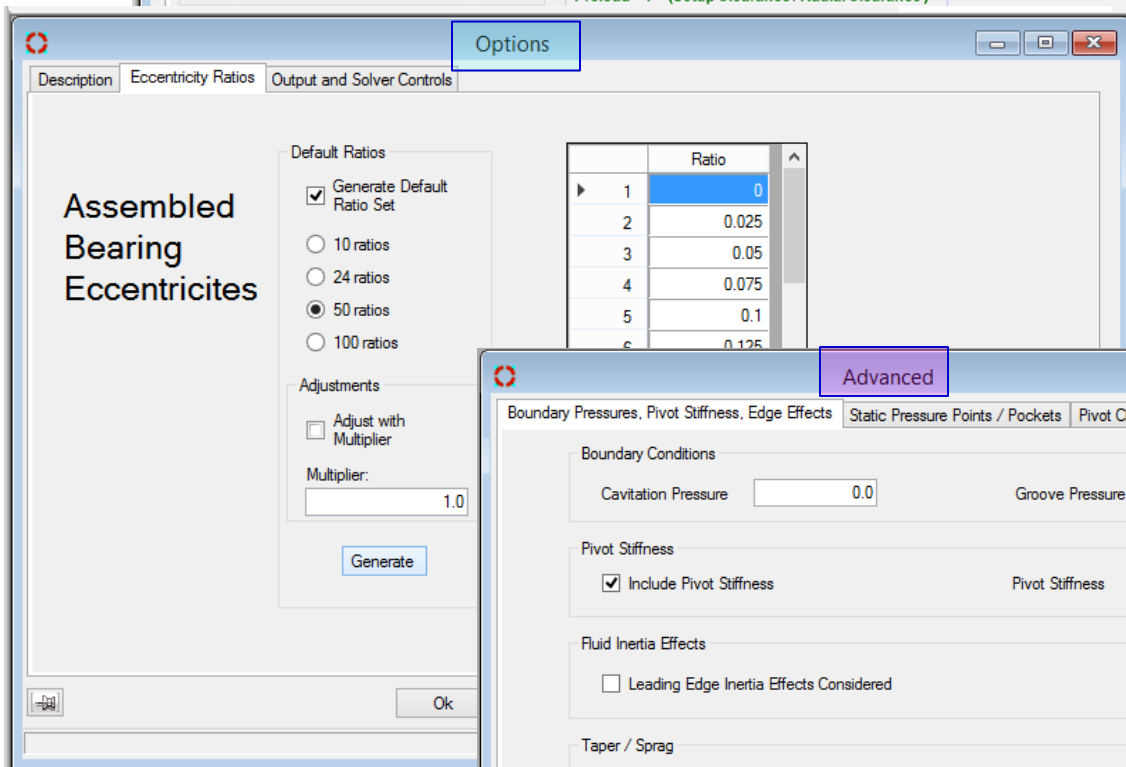 Options
Description
Eccentricity Ratios
Output and Solver Controls
Assembled
Bearing
Eccentricites
Default Ratios
Generate Default
Ratio Set
10 ratios
24 ratios
50 ratios
100 ratios
Adjustments
Adjust with
Multiplier
Multiplier:
1.0
Generate
Ratio
1 0
2 0.025
3 0.05
4 0.075
5 0.1
6 0.125
Ok
Advanced
Boundary Pressures, Pivot Stiffness, Edge Effects
Static Pressure Points / Pockets
Pivot C
Boundary Conditions
Cavitation Pressure 0.0 Groove Pressure
Pivot Stiffness
Include Pivot Stiffness Pivot Stiffness
Fluid Inertia Effects
Leading Edge Inertia Effects Considered
Taper / Sprag